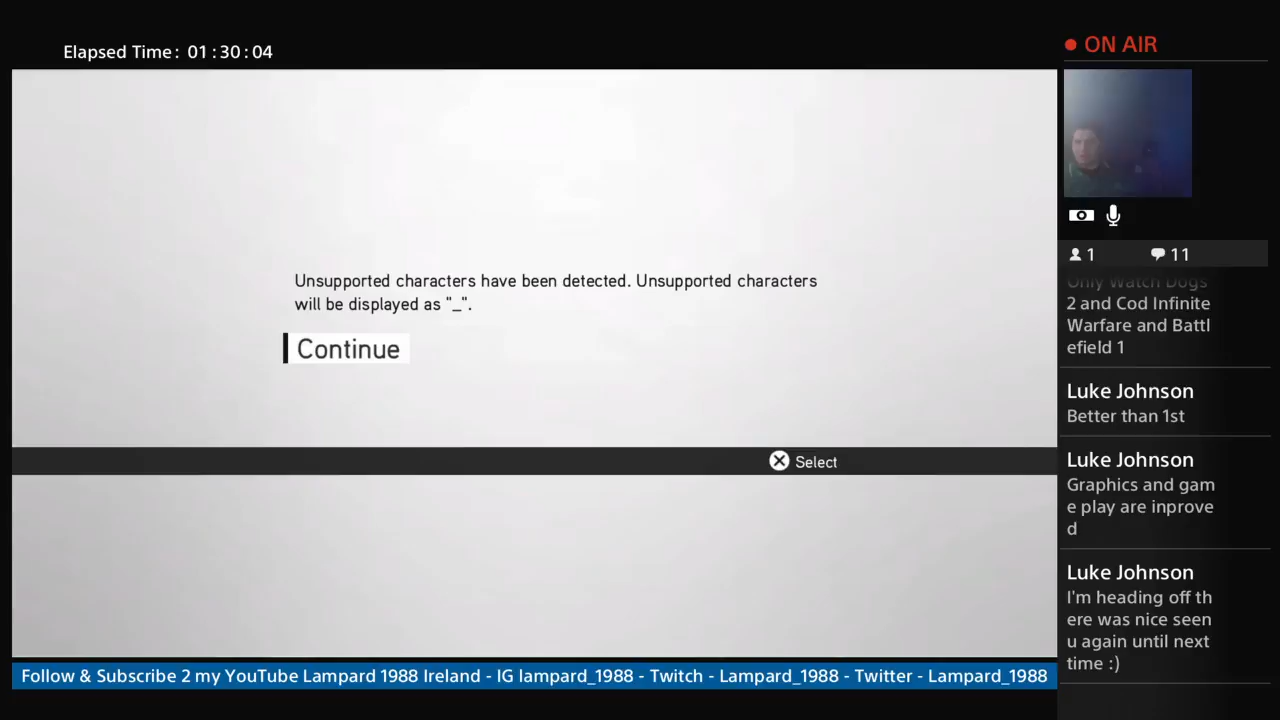 Elapsed Time: 01:30:04
ON AIR
1 11
Only Watch Dogs
2 and Cod Infinite
Warfare and Battl
efield 1
Luke Johnson
Better than 1st
Luke Johnson
Graphics and gam
e play are inprove
d
Luke Johnson
I'm heading off th
ere was nice seen
u again until next
time :)
Unsupported characters have been detected. Unsupported characters
will be displayed as "_".
Continue
Select
Follow & Subscribe 2 my YouTube Lampard 1988 Ireland - IG lampard_1988 - Twitch - Lampard_1988 - Twitter - Lampard_1988